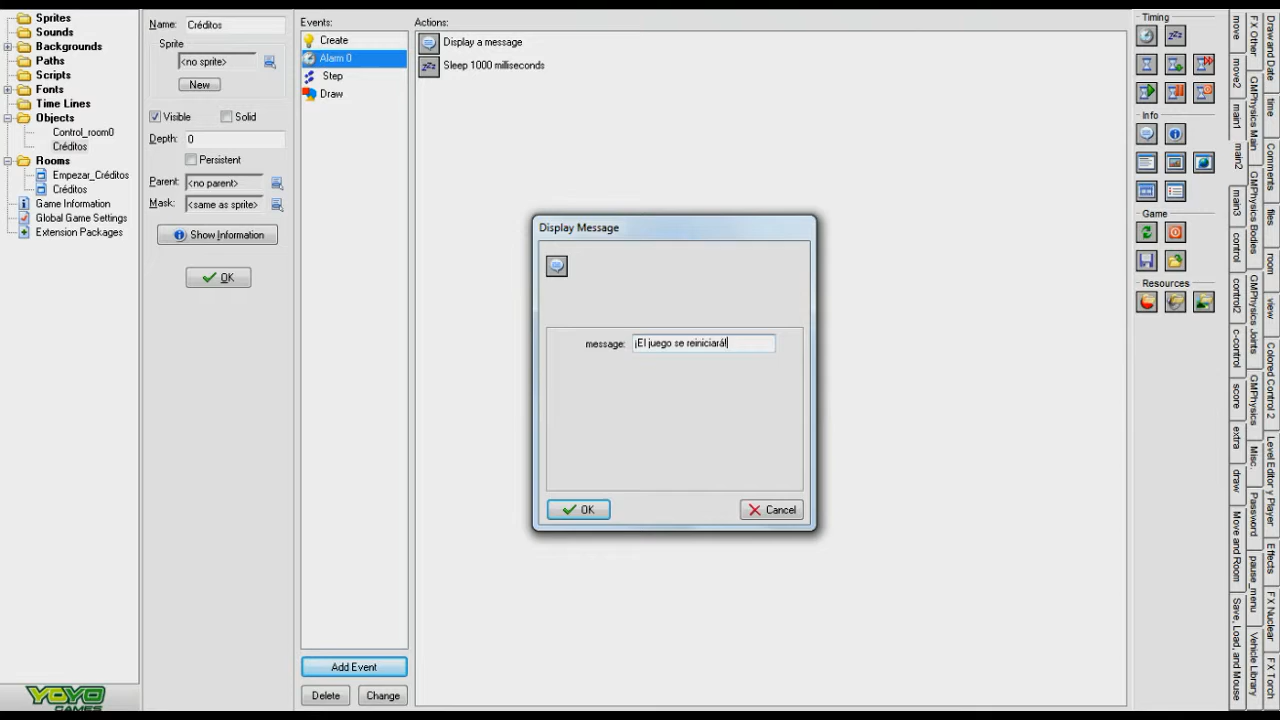 Sprites
Sounds
Backgrounds
Paths
Scripts
Fonts
Time Lines
Objects
Control_room0
Créditos
Rooms
Empezar_Créditos
Créditos
Game Information
Global Game Settings
Extension Packages
YOYO
GAMES
Name: Créditos
Sprite
<no sprite>
New
Visible
Solid
Depth: 0
Persistent
Parent: <no parent>
Mask: <same as sprite>
Show Information
OK
Events:
Create
Alarm 0
Step
Draw
Add Event
Delete
Change
Actions:
Display a message
Sleep 1000 milliseconds
Display Message
message: ¡El juego se reiniciará!
OK
Cancel
Timing
Info
Game
Resources
move
move2
main1
main2
main3
control
control2
c-control
score
extra
draw
Move and Room
Save, Load, and Mouse
FX Other
GMPhysics Main
GMPhysics Bodies
GMPhysics Joints
GMPhysics
Misc.
Password
pause_menu
Vehicle Library
Draw and Date
time
Comments
files
room
view
Colored Control 2
Level Editor y Player
Effects
FX Nuclear
FX Torch